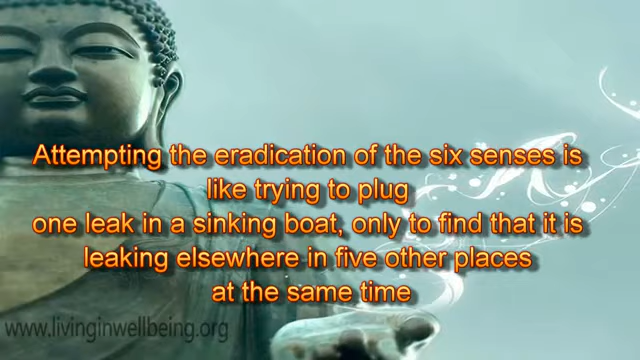 Attempting the eradication of the six senses is
like trying to plug
one leak in a sinking boat, only to find that it is
leaking elsewhere in five other places
at the same time
www.livinginwellbeing.org